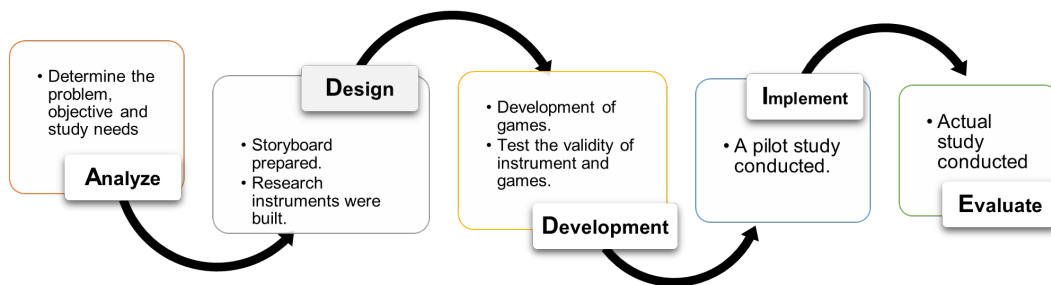 • Determine the
problem,
objective and
study needs
Analyze
Design
• Storyboard
prepared.
• Research
instruments were
built.
• Development of
games.
• Test the validity of
instrument and
games.
Development
Implement
• A pilot study
conducted.
• Actual
study
conducted
Evaluate